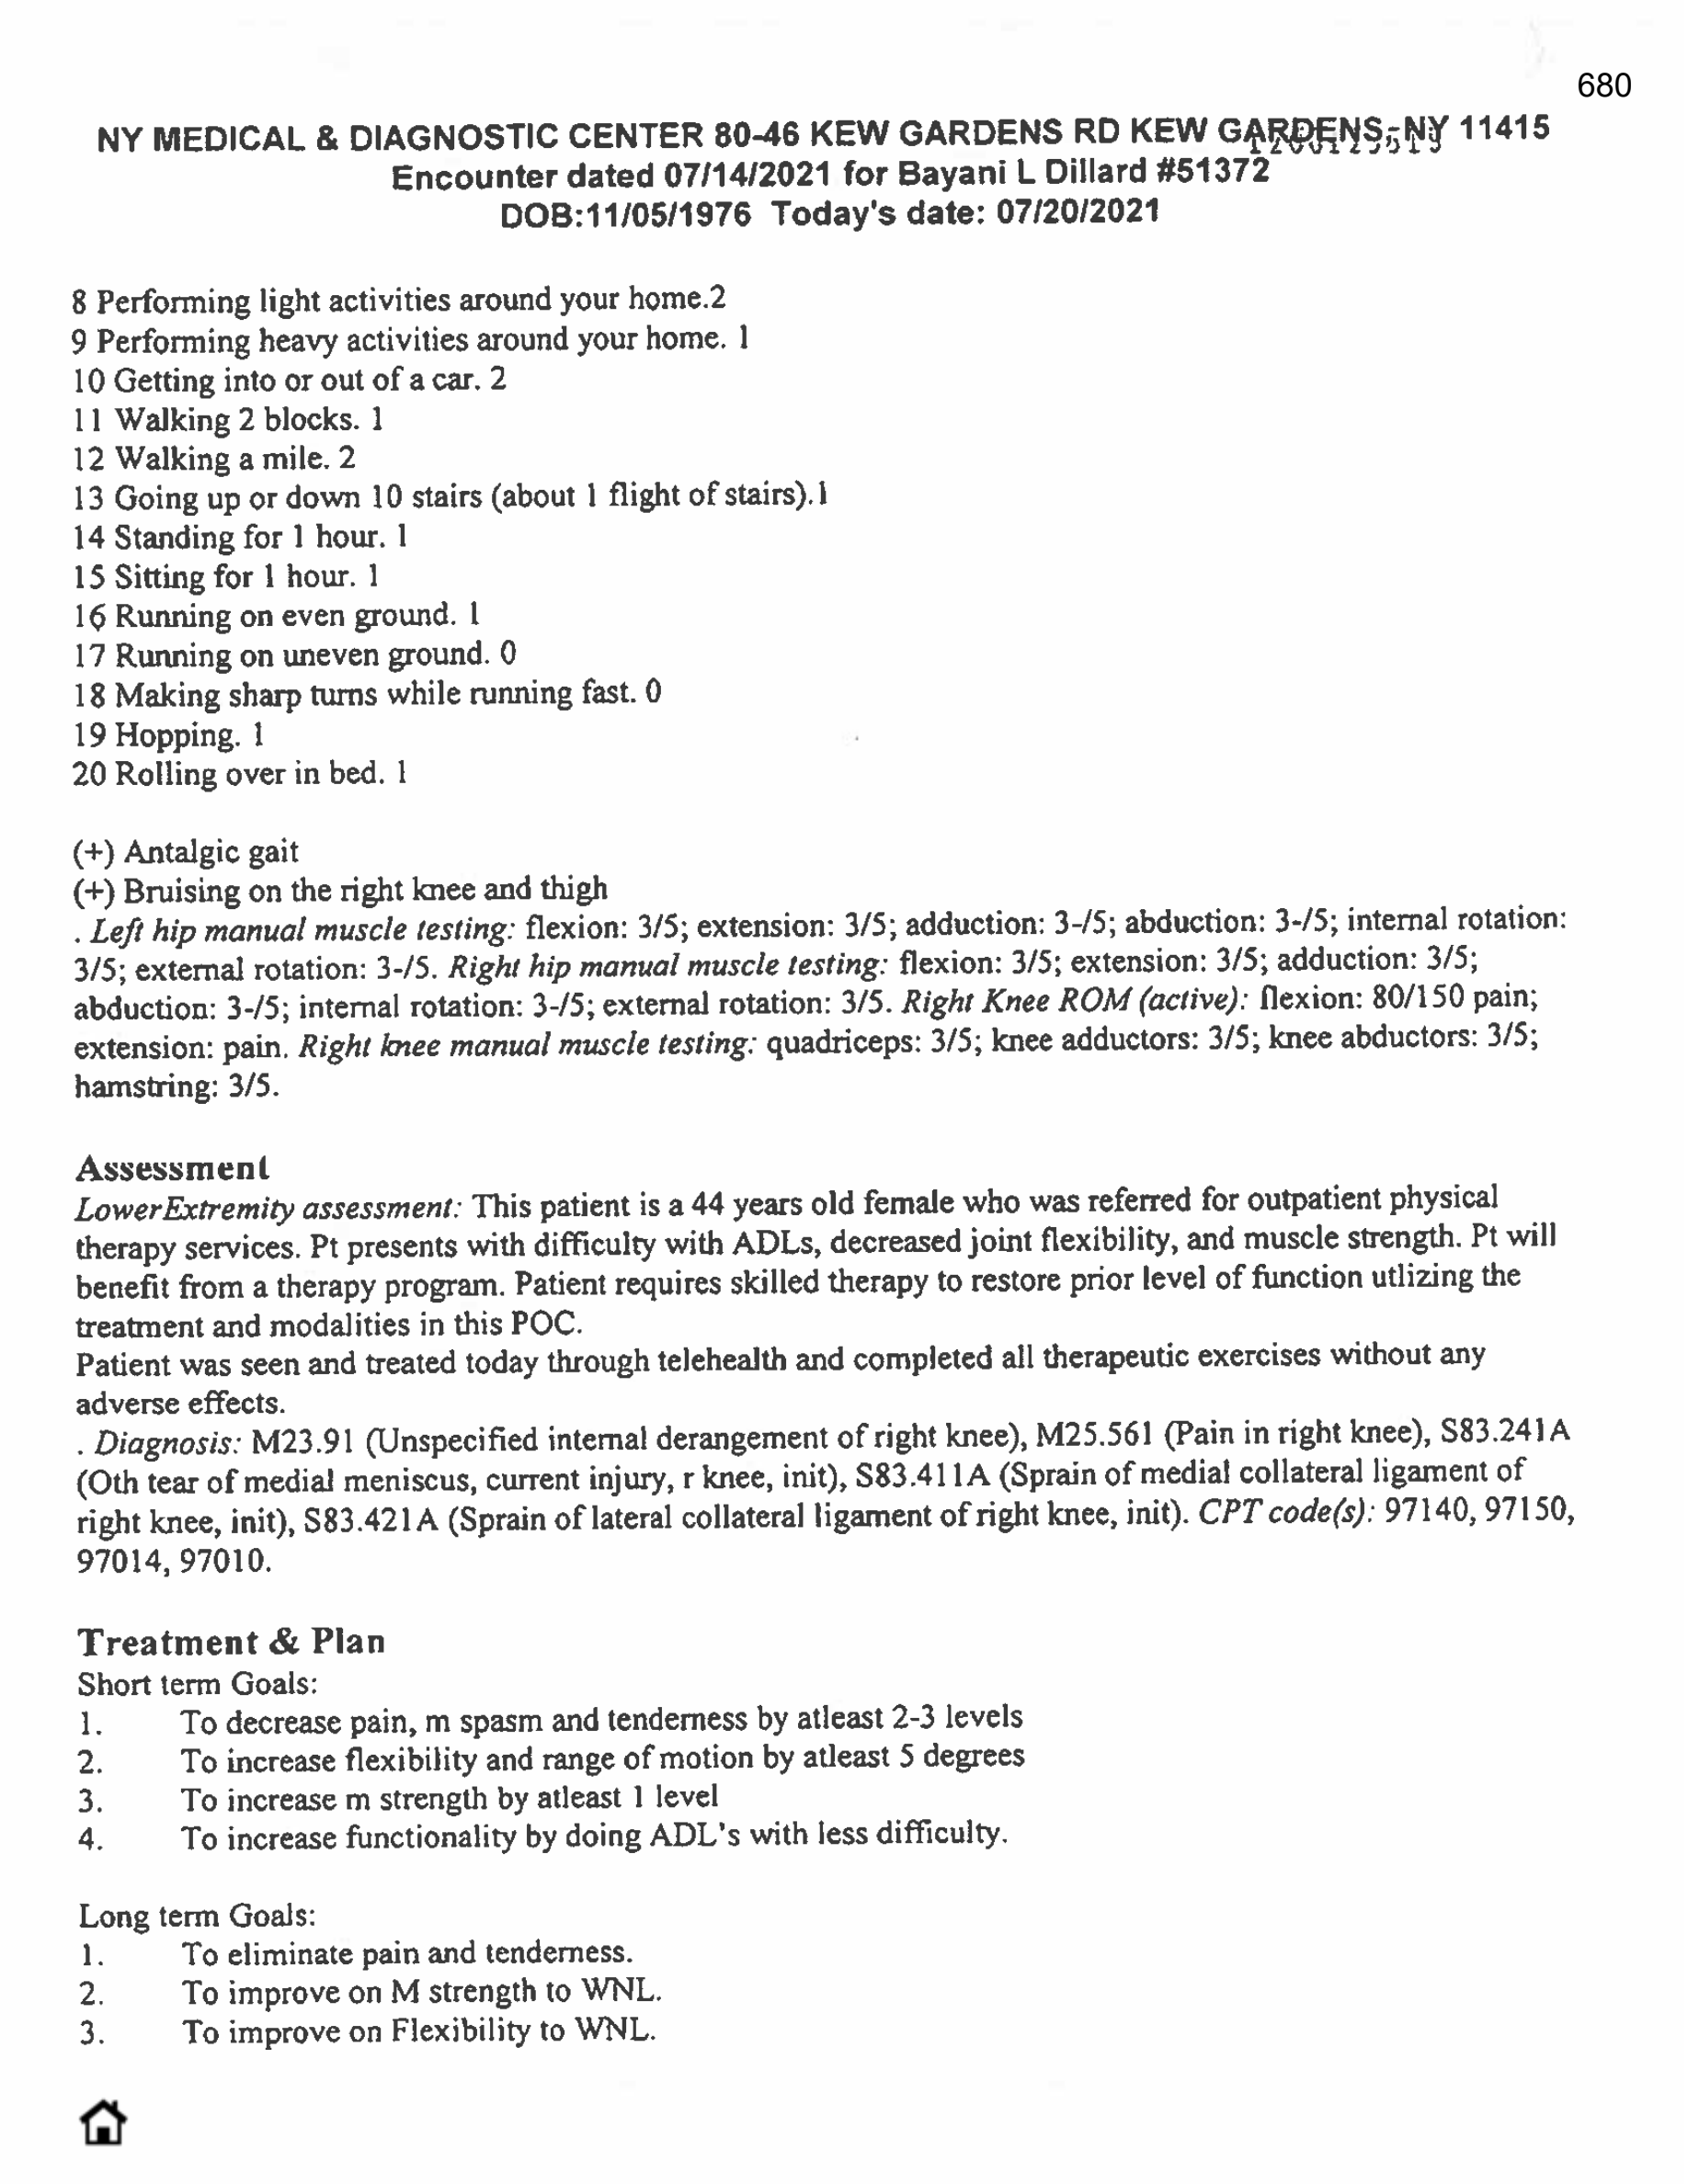 680
NY MEDICAL & DIAGNOSTIC CENTER 80-46 KEW GARDENS RD KEW GARDENS, NY 11415
Encounter dated 07/14/2021 for Bayani L Dillard #51372
DOB:11/05/1976 Today's date: 07/20/2021
8 Performing light activities around your home.2
9 Performing heavy activities around your home. 1
10 Getting into or out of a car. 2
11 Walking 2 blocks. 1
12 Walking a mile. 2
13 Going up or down 10 stairs (about 1 flight of stairs).1
14 Standing for 1 hour. 1
15 Sitting for 1 hour. 1
16 Running on even ground. 1
17 Running on uneven ground. 0
18 Making sharp turns while running fast. 0
19 Hopping. 1
20 Rolling over in bed. 1
(+) Antalgic gait
(+) Bruising on the right knee and thigh
. Left hip manual muscle testing: flexion: 3/5; extension: 3/5; adduction: 3-/5; abduction: 3-/5; internal rotation:
3/5; external rotation: 3-/5. Right hip manual muscle testing: flexion: 3/5; extension: 3/5; adduction: 3/5;
abduction: 3-/5; internal rotation: 3-/5; external rotation: 3/5. Right Knee ROM (active): flexion: 80/150 pain;
extension: pain. Right knee manual muscle testing: quadriceps: 3/5; knee adductors: 3/5; knee abductors: 3/5;
hamstring: 3/5.
Assessment
LowerExtremity assessment: This patient is a 44 years old female who was referred for outpatient physical
therapy services. Pt presents with difficulty with ADLs, decreased joint flexibility, and muscle strength. Pt will
benefit from a therapy program. Patient requires skilled therapy to restore prior level of function utlizing the
treatment and modalities in this POC.
Patient was seen and treated today through telehealth and completed all therapeutic exercises without any
adverse effects.
. Diagnosis: M23.91 (Unspecified internal derangement of right knee), M25.561 (Pain in right knee), S83.241A
(Oth tear of medial meniscus, current injury, r knee, init), S83.411A (Sprain of medial collateral ligament of
right knee, init), S83.421A (Sprain of lateral collateral ligament of right knee, init). CPT code(s): 97140, 97150,
97014, 97010.
Treatment & Plan
Short term Goals:
1. To decrease pain, m spasm and tenderness by atleast 2-3 levels
2. To increase flexibility and range of motion by atleast 5 degrees
3. To increase m strength by atleast 1 level
4. To increase functionality by doing ADL's with less difficulty.
Long term Goals:
1. To eliminate pain and tenderness.
2. To improve on M strength to WNL.
3. To improve on Flexibility to WNL.